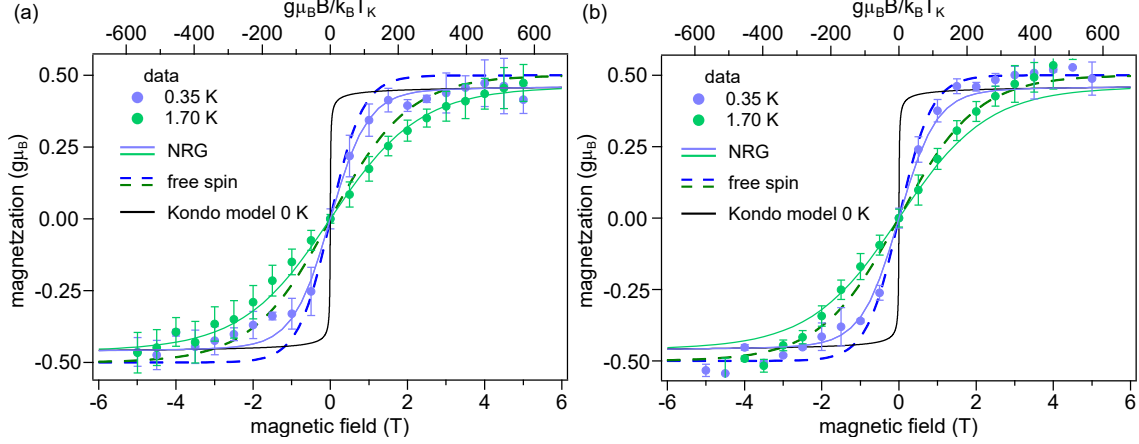 (a)
gμBB/kBTK
-600 -400 -200 0 200 400 600
0.50
0.25
0.00
-0.25
-0.50
magnetzation (gμB)
data
0.35 K
1.70 K
NRG
free spin
Kondo model 0 K
-6 -4 -2 0 2 4 6
magnetic field (T)
(b)
gμBB/kBTK
-600 -400 -200 0 200 400 600
0.50
0.25
0.00
-0.25
-0.50
magnetization (gμB)
data
0.35 K
1.70 K
NRG
free spin
Kondo model 0 K
-6 -4 -2 0 2 4 6
magnetic field (T)